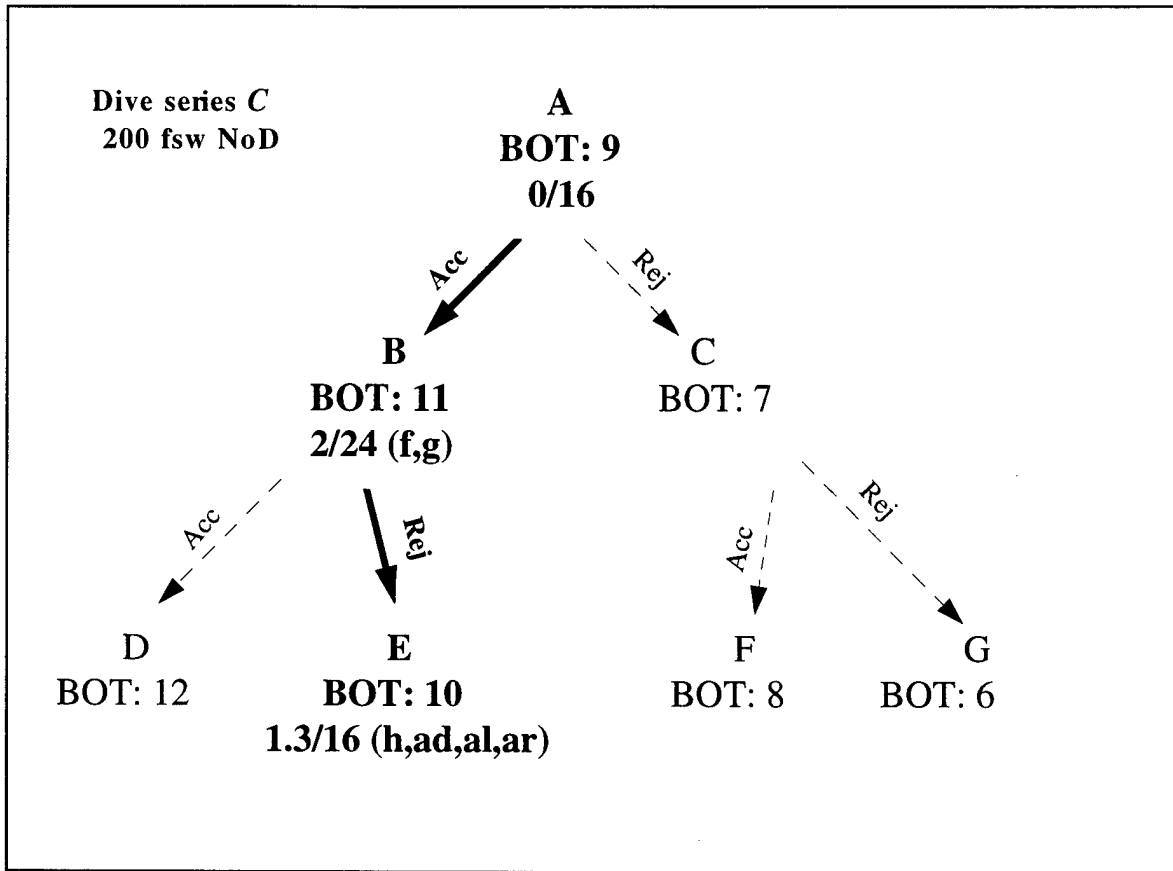 Dive series C
200 fsw NoD
A
BOT: 9
0/16
Acc
Rej
B
BOT: 11
2/24 (f,g)
C
BOT: 7
Acc
Rej
Acc
Rej
D
BOT: 12
E
BOT: 10
1.3/16 (h,ad,al,ar)
F
BOT: 8
G
BOT: 6